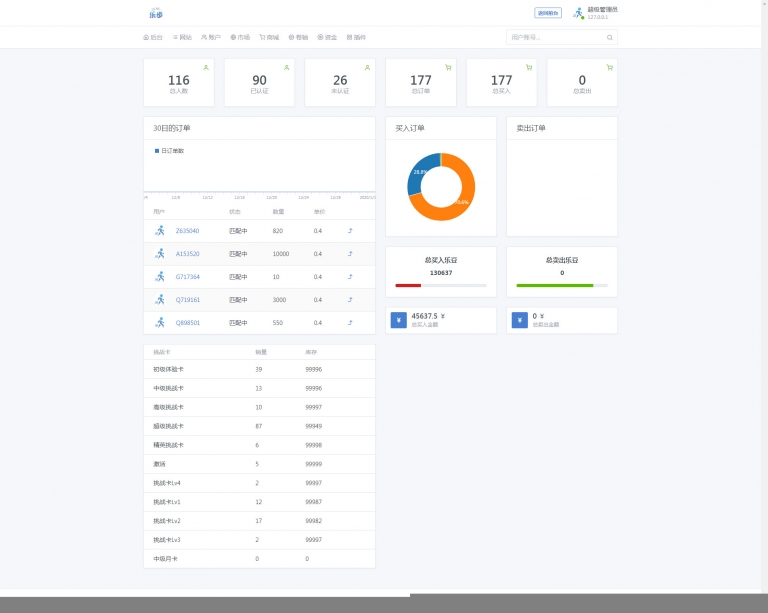 乐步
返回前台
超级管理员
127.0.0.1
后台 网站 账户 市场 商城 卷轴 资金 插件
用户账号...
116
总人数
90
已认证
26
未认证
177
总订单
177
总买入
0
总卖出
30日的订单
日订单数
用户 状态 数量 单价
Z635040 匹配中 820 0.4
A153520 匹配中 10000 0.4
G717364 匹配中 10 0.4
Q719161 匹配中 3000 0.4
Q898501 匹配中 550 0.4
买入订单
28.8%
卖出订单
总买入乐豆
130637
总卖出乐豆
0
¥ 45637.5 ¥
总买入金额
¥ 0 ¥
总卖出金额
挑战卡 销量 库存
初级体验卡 39 99996
中级挑战卡 13 99996
高级挑战卡 10 99997
超级挑战卡 87 99949
精英挑战卡 6 99998
激活 5 99999
挑战卡Lv4 2 99997
挑战卡Lv1 12 99987
挑战卡Lv2 17 99982
挑战卡Lv3 2 99997
中级月卡 0 0